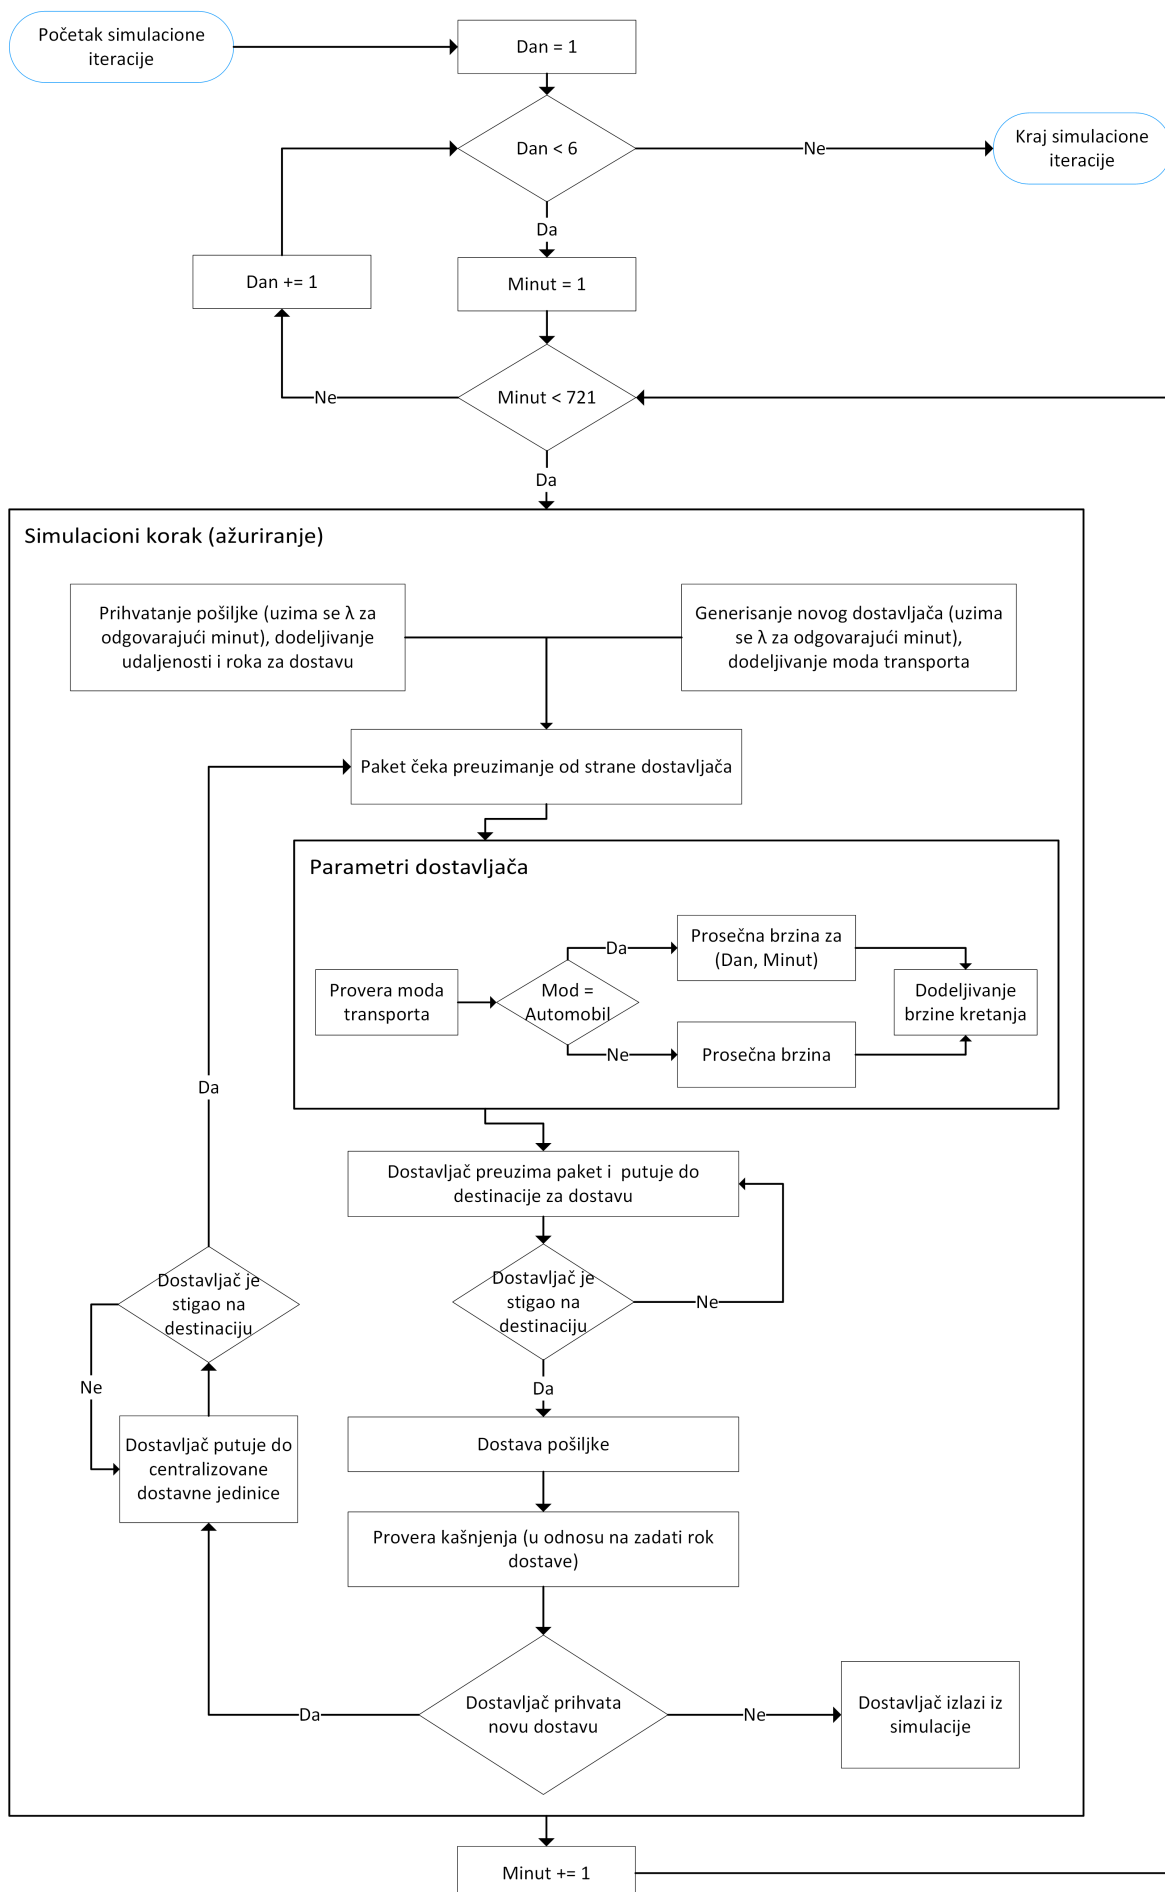 Početak simulacione
iteracije
Dan = 1
Dan < 6
Ne
Kraj simulacione
iteracije
Da
Dan += 1
Minut = 1
Minut < 721
Ne
Da
Simulacioni korak (ažuriranje)
Prihvatanje pošiljke (uzima se λ za
odgovarajući minut), dodeljivanje
udaljenosti i roka za dostavu
Generisanje novog dostavljača (uzima
se λ za odgovarajući minut),
dodeljivanje moda transporta
Paket čeka preuzimanje od strane dostavljača
Parametri dostavljača
Provera moda
transporta
Mod =
Automobil
Da
Prosečna brzina za
(Dan, Minut)
Ne
Prosečna brzina
Dodeljivanje
brzine kretanja
Da
Dostavljač preuzima paket i  putuje do
destinacije za dostavu
Dostavljač je
stigao na
destinaciju
Ne
Dostavljač je
stigao na
destinaciju
Ne
Da
Dostavljač putuje do
centralizovane
dostavne jedinice
Dostava pošiljke
Provera kašnjenja (u odnosu na zadati rok
dostave)
Dostavljač prihvata
novu dostavu
Da
Ne
Dostavljač izlazi iz
simulacije
Minut += 1